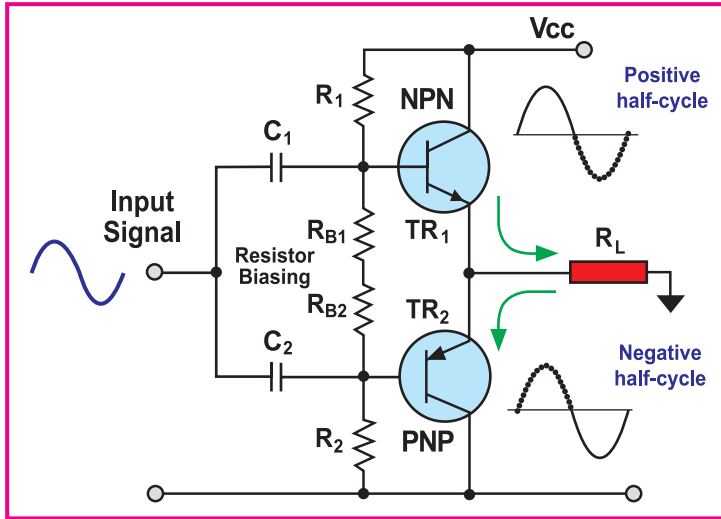 Vcc
R1
NPN
Positive
half-cycle
C1
Input
Signal
RB1
TR1
RL
Resistor
Biasing
RB2
TR2
C2
Negative
half-cycle
R2
PNP